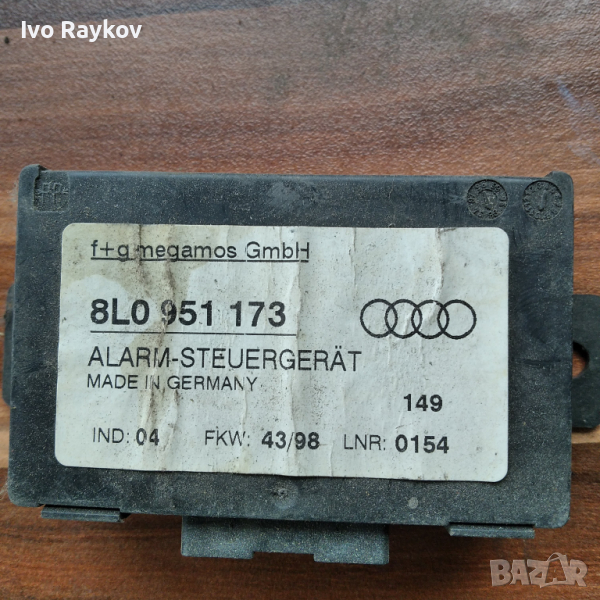 Ivo Raykov
f+g megamos GmbH
8L0 951 173
ALARM-STEUERGERÄT
MADE IN GERMANY
149
IND: 04 FKW: 43/98 LNR: 0154
BAZAR